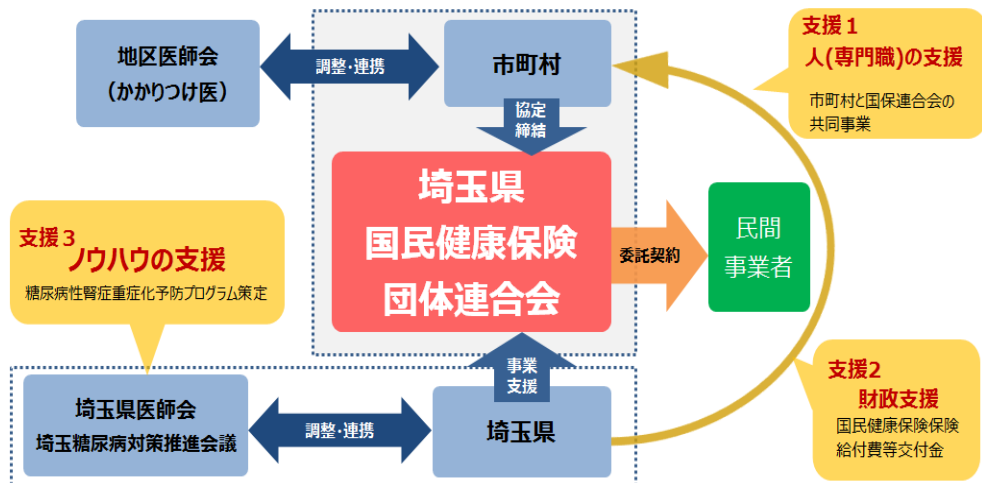 地区医師会
（かかりつけ医）
調整・連携
市町村
支援１
人(専門職)の支援
市町村と国保連合会の
共同事業
協定
締結
埼玉県
国民健康保険
団体連合会
委託契約
民間
事業者
支援３
ノウハウの支援
糖尿病性腎症重症化予防プログラム策定
事業
支援
埼玉県医師会
埼玉糖尿病対策推進会議
調整・連携
埼玉県
支援2
財政支援
国民健康保険保険
給付費等交付金